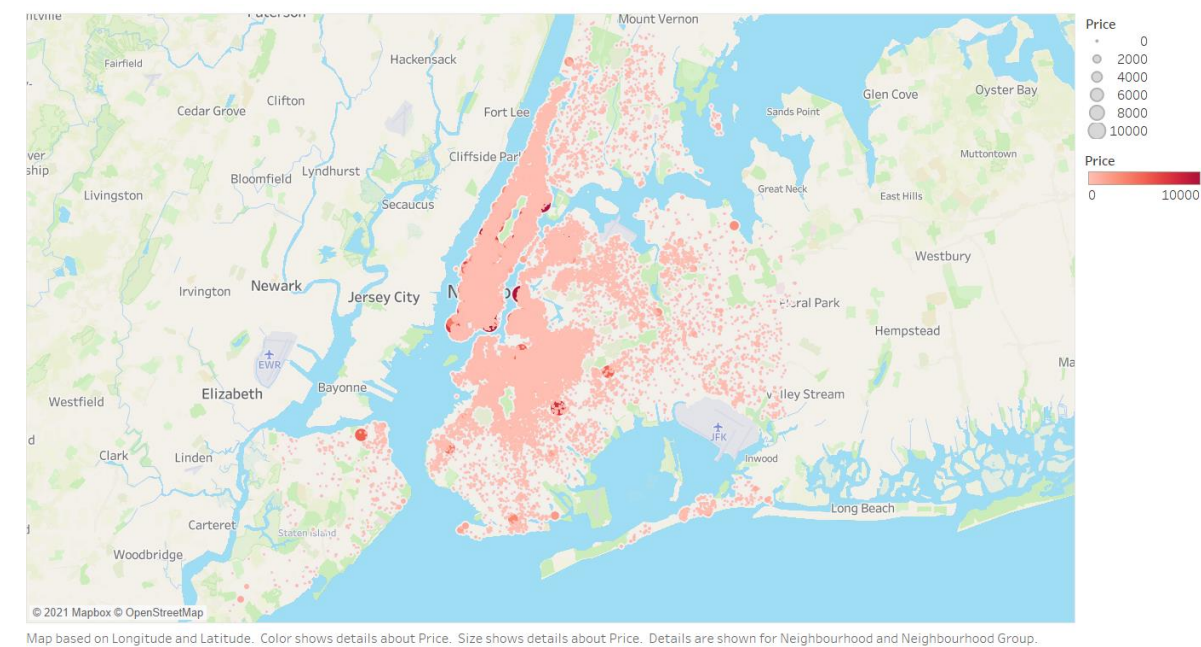 Paterson
Mount Vernon
Fairfield
Hackensack
Glen Cove
Oyster Bay
Cedar Grove
Clifton
Fort Lee
Sands Point
Cliffside Par
Muttontown
Bloomfield
Lyndhurst
Livingston
Secaucus
Great Neck
East Hills
Westbury
Irvington
Newark
Jersey City
N
Hempstead
EWR
Elizabeth
Bayonne
Westfield
JFK
Clark
Linden
Inwood
Long Beach
Carteret
Staten Island
Woodbridge
© 2021 Mapbox © OpenStreetMap
Price
0
2000
4000
6000
8000
10000
Price
0 10000
Map based on Longitude and Latitude. Color shows details about Price. Size shows details about Price. Details are shown for Neighbourhood and Neighbourhood Group.